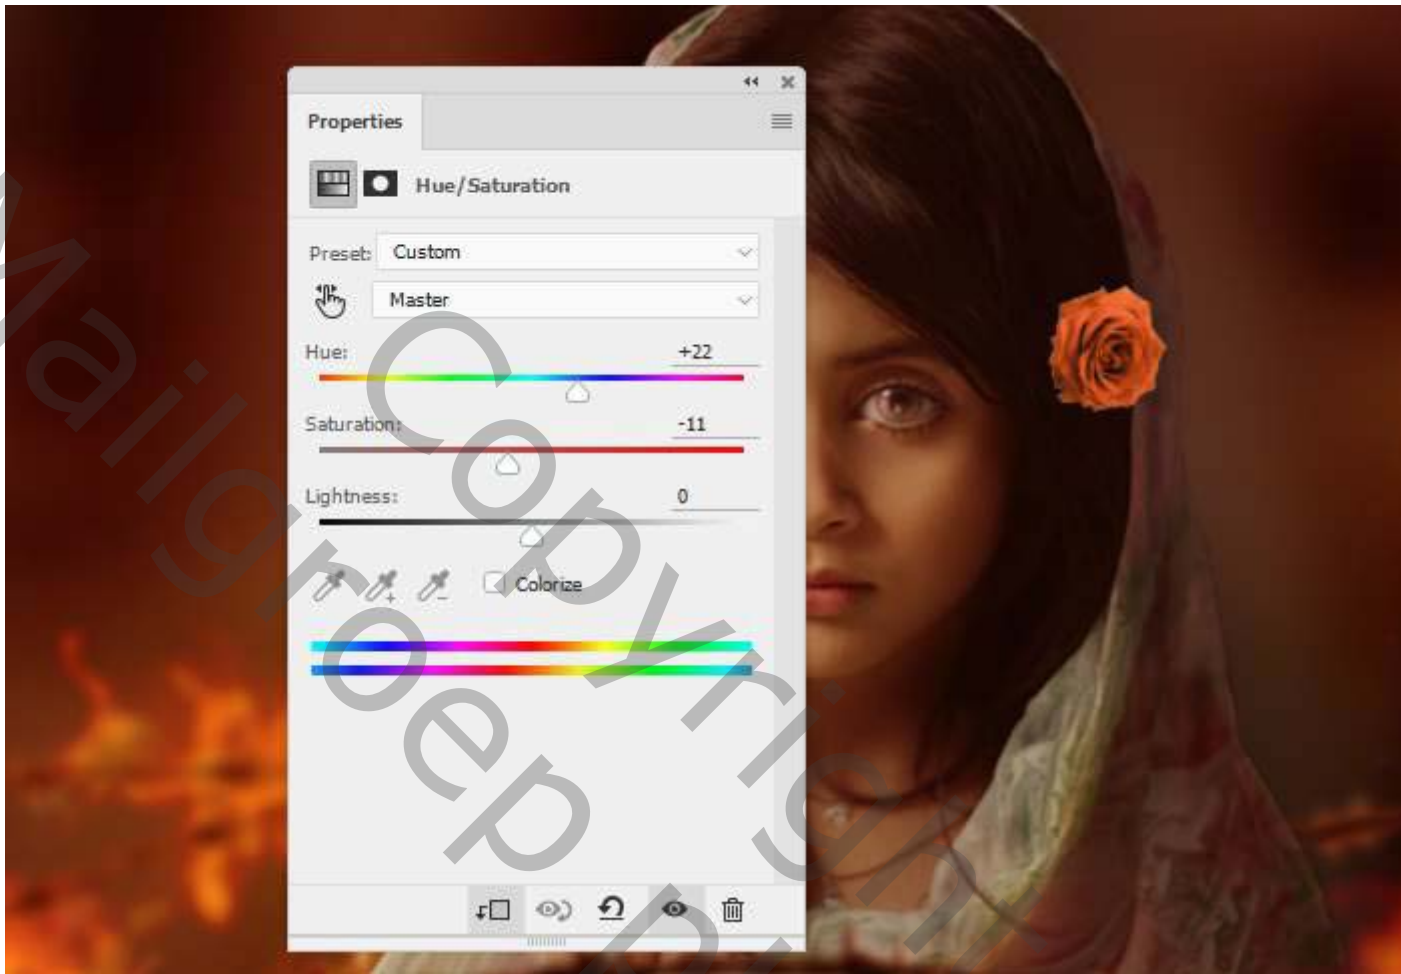 Properties
Hue/Saturation
Preset: Custom
Master
Hue: +22
Saturation: -11
Lightness: 0
Colorize
Mailgroep
Copyright